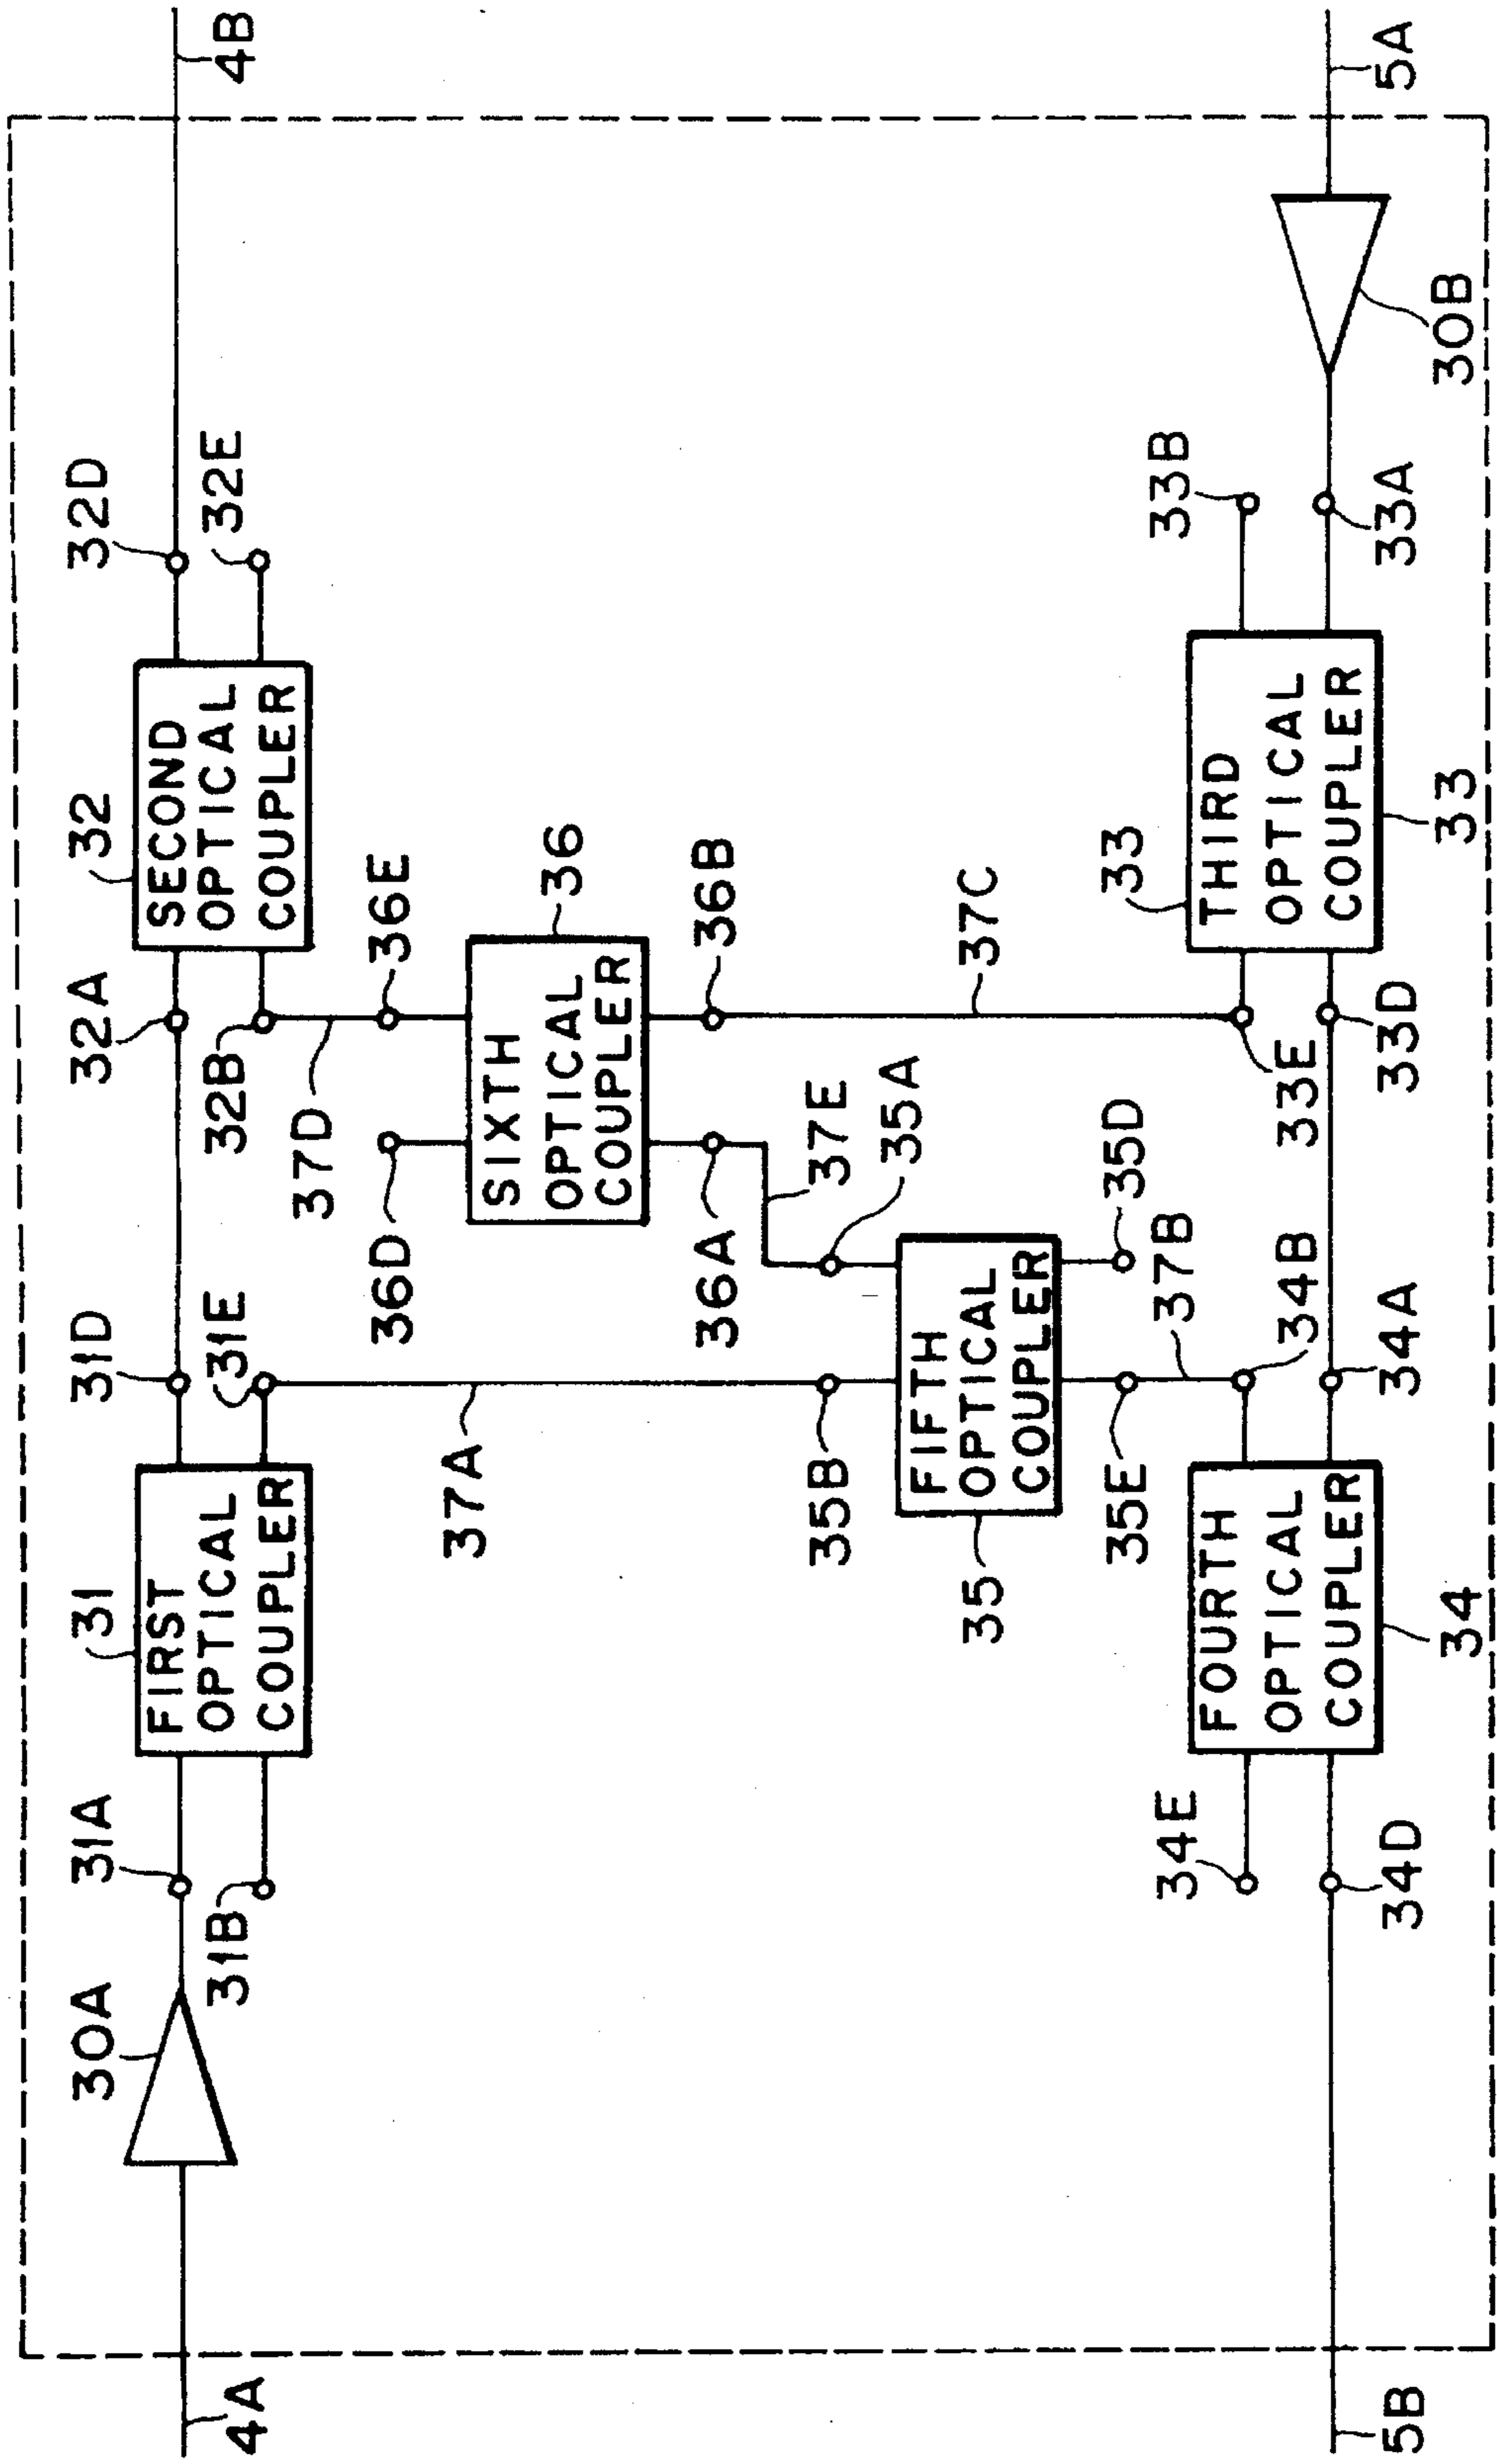 4A
4B
30A
31A
31B
31
FIRST
OPTICAL
COUPLER
31D
31E
32A
32B
32
SECOND
OPTICAL
COUPLER
32D
32E
37D
36D
36E
36
SIXTH
OPTICAL
COUPLER
36A
36B
37A
37E
37C
35B
35A
35
FIFTH
OPTICAL
COUPLER
35E
35D
37B
34E
34D
34
FOURTH
OPTICAL
COUPLER
34B
34A
33E
33D
33
THIRD
OPTICAL
COUPLER
33
33B
33A
30B
5B
5A